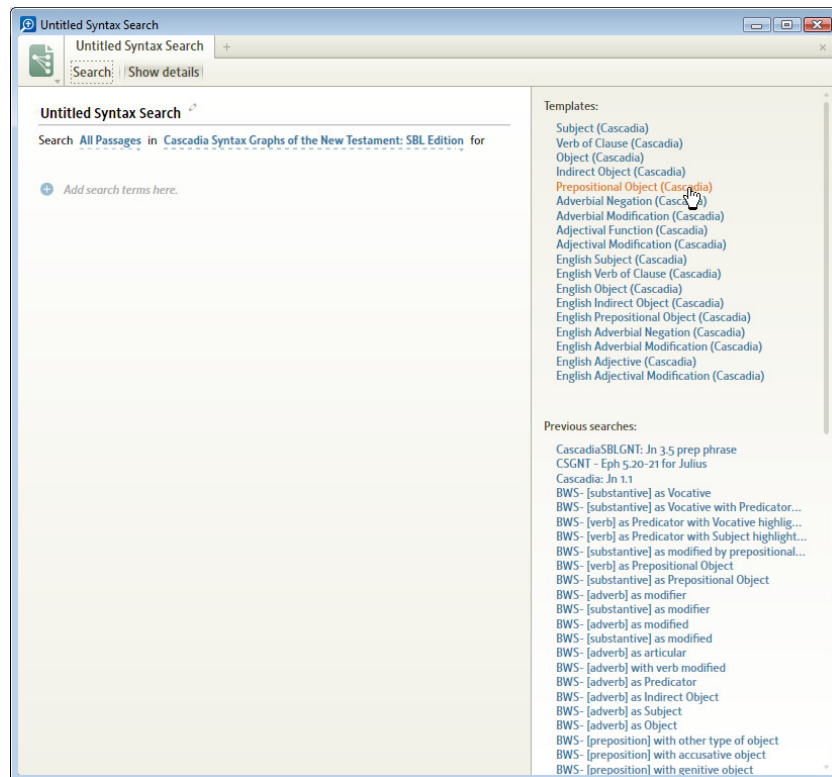 Untitled Syntax Search
Untitled Syntax Search +
Search Show details
Untitled Syntax Search
Search All Passages in Cascadia Syntax Graphs of the New Testament: SBL Edition for
Add search terms here.
Templates:
Subject (Cascadia)
Verb of Clause (Cascadia)
Object (Cascadia)
Indirect Object (Cascadia)
Prepositional Object (Cascadia)
Adverbial Negation (Cascadia)
Adverbial Modification (Cascadia)
Adjectival Function (Cascadia)
Adjectival Modification (Cascadia)
English Subject (Cascadia)
English Verb of Clause (Cascadia)
English Object (Cascadia)
English Indirect Object (Cascadia)
English Prepositional Object (Cascadia)
English Adverbial Negation (Cascadia)
English Adverbial Modification (Cascadia)
English Adjective (Cascadia)
English Adjectival Modification (Cascadia)
Previous searches:
CascadiaSBLGNT: Jn 3.5 prep phrase
CSGNT - Eph 5.20-21 for Julius
Cascadia: Jn 1.1
BWS- [substantive] as Vocative
BWS- [substantive] as Vocative with Predicator...
BWS- [verb] as Predicator with Vocative highlig...
BWS- [verb] as Predicator with Subject highlight...
BWS- [substantive] as modified by prepositional...
BWS- [verb] as Prepositional Object
BWS- [substantive] as Prepositional Object
BWS- [adverb] as modifier
BWS- [substantive] as modifier
BWS- [adverb] as modified
BWS- [substantive] as modified
BWS- [adverb] as articular
BWS- [adverb] with verb modified
BWS- [adverb] as Predicator
BWS- [adverb] as Indirect Object
BWS- [adverb] as Subject
BWS- [adverb] as Object
BWS- [preposition] with other type of object
BWS- [preposition] with accusative object
BWS- [preposition] with genitive object